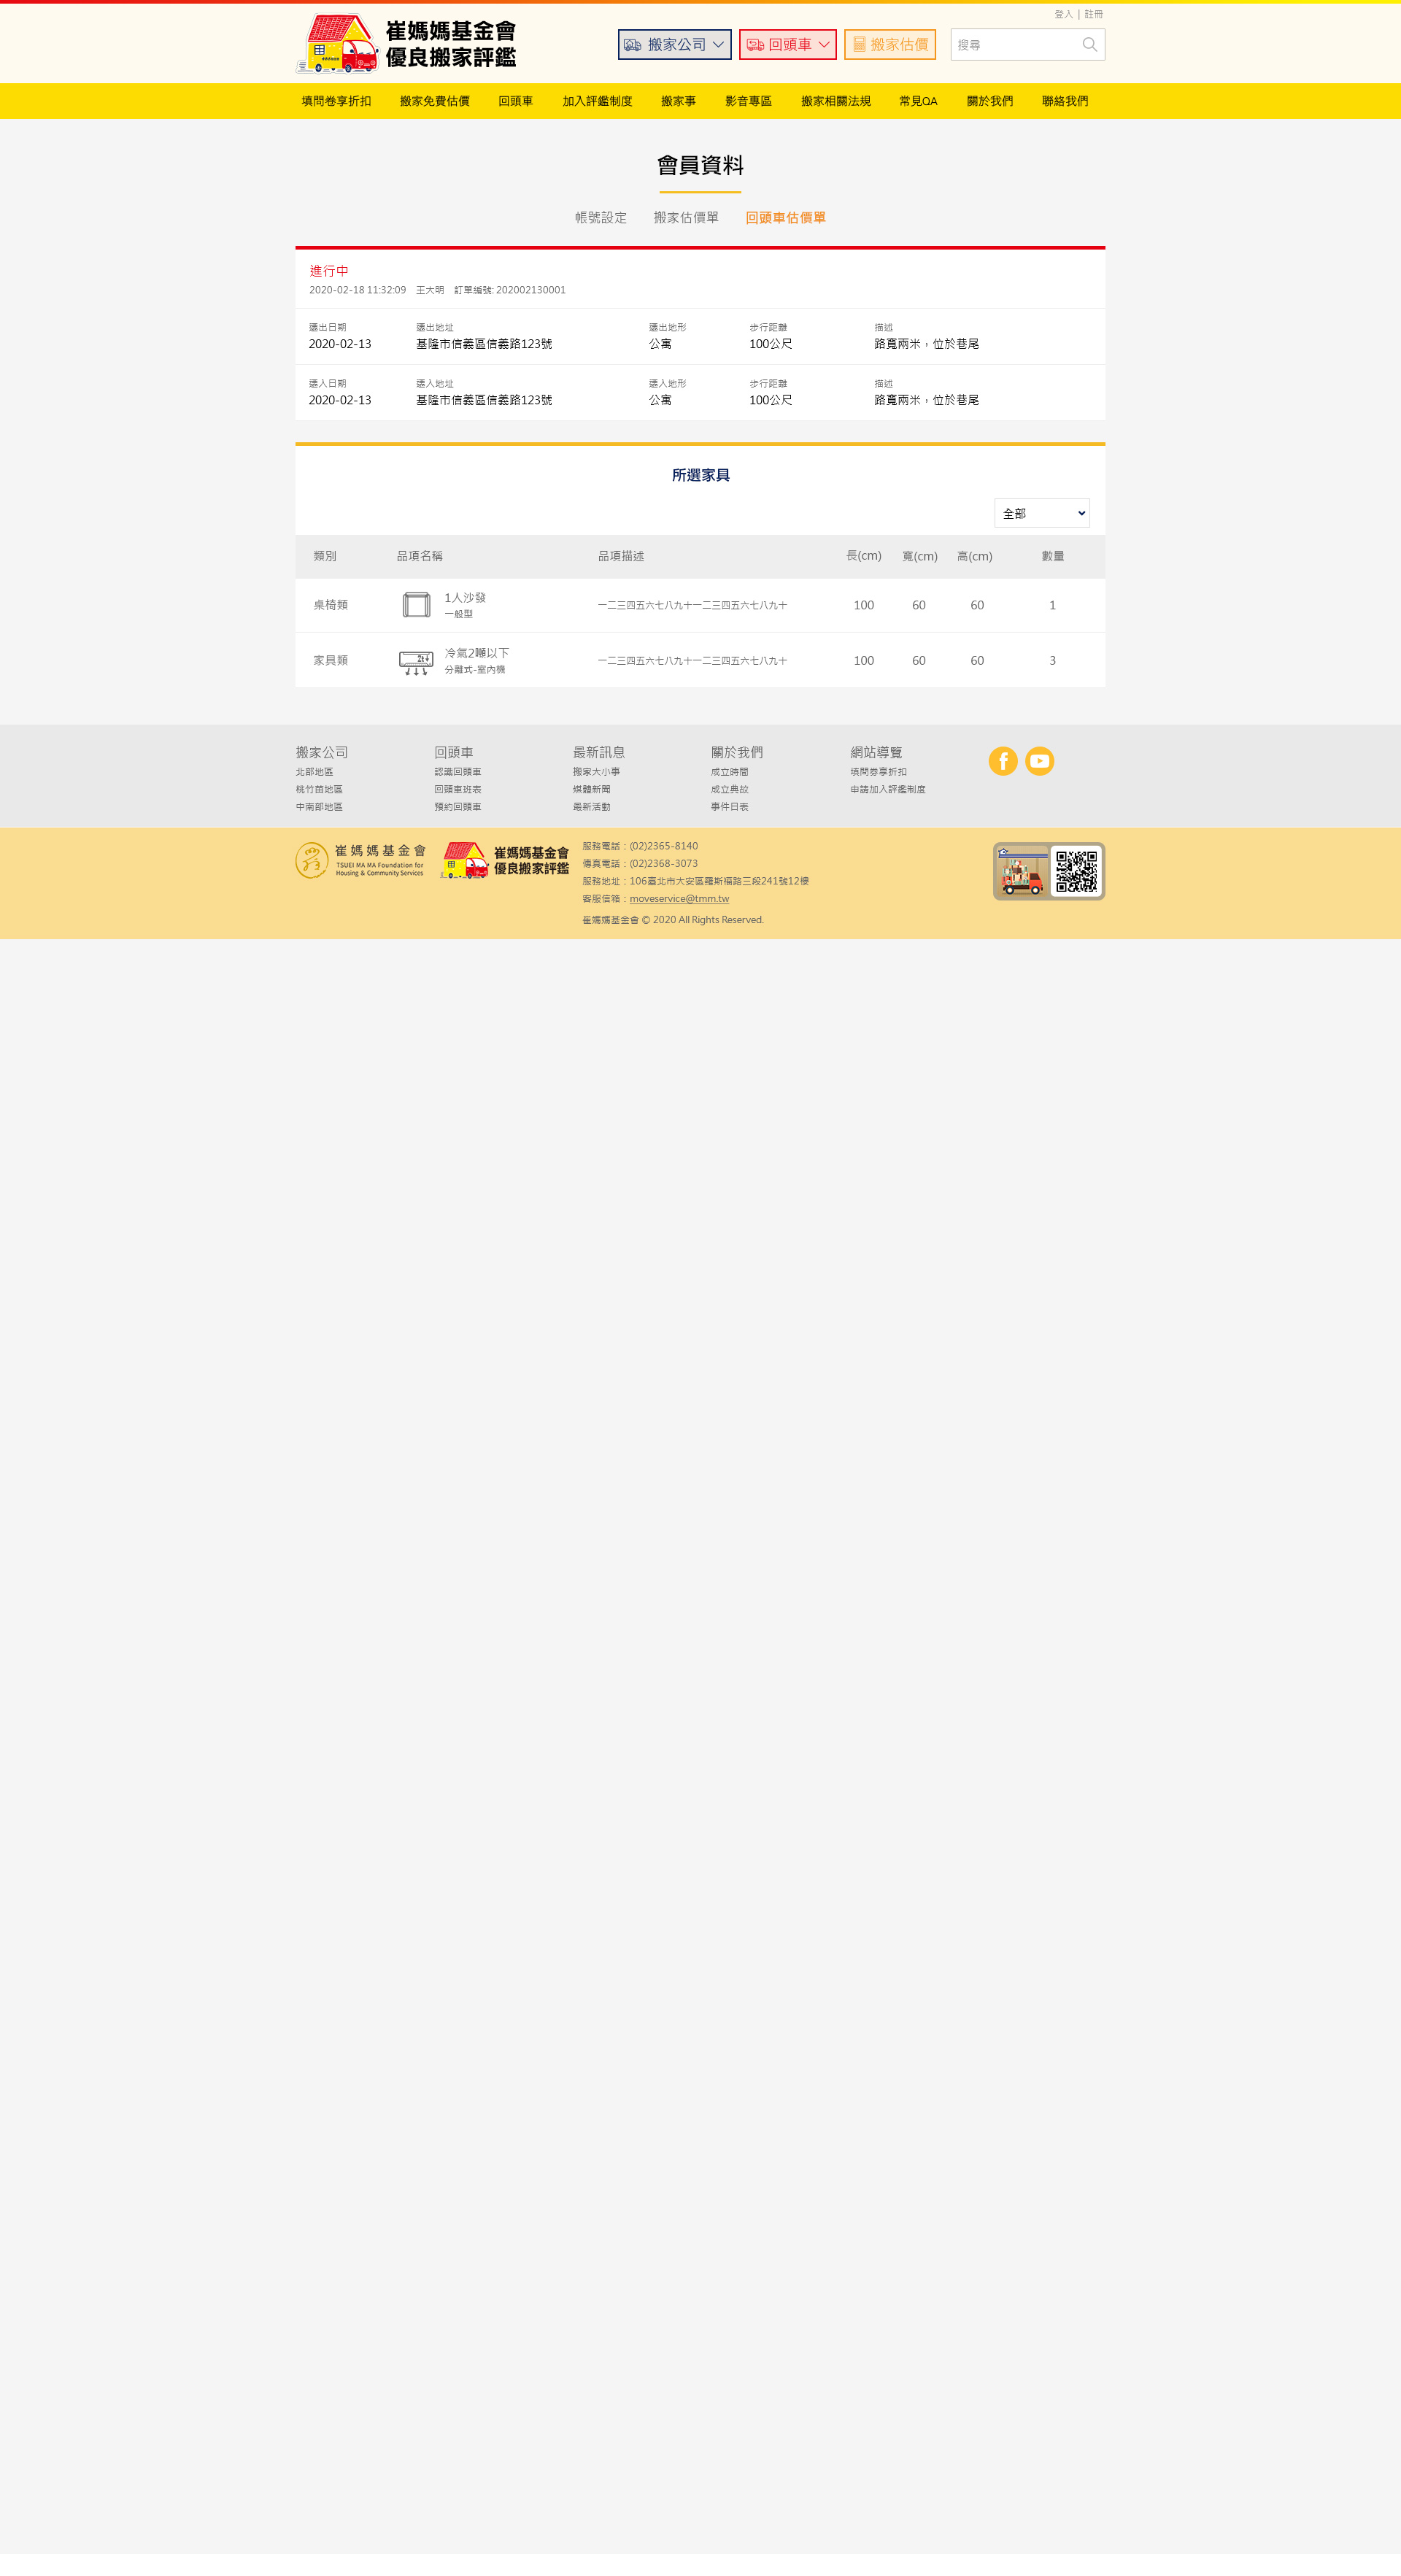 登入 | 註冊
崔媽媽基金會
優良搬家評鑑
搬家公司 回頭車 搬家估價 搜尋
填問卷享折扣 搬家免費估價 回頭車 加入評鑑制度 搬家事 影音專區 搬家相關法規 常見QA 關於我們 聯絡我們
會員資料
帳號設定 搬家估價單 回頭車估價單
進行中
2020-02-18 11:32:09 王大明 訂單編號: 202002130001
遷出日期 遷出地址 遷出地形 步行距離 描述
2020-02-13 基隆市信義區信義路123號 公寓 100公尺 路寬兩米，位於巷尾
遷入日期 遷入地址 遷入地形 步行距離 描述
2020-02-13 基隆市信義區信義路123號 公寓 100公尺 路寬兩米，位於巷尾
所選家具
全部
類別 品項名稱 品項描述 長(cm) 寬(cm) 高(cm) 數量
桌椅類 1人沙發 一二三四五六七八九十一二三四五六七八九十 100 60 60 1
一般型
家具類 2t 冷氣2噸以下 一二三四五六七八九十一二三四五六七八九十 100 60 60 3
分離式-室內機
搬家公司 回頭車 最新訊息 關於我們 網站導覽
北部地區 認識回頭車 搬家大小事 成立時間 填問券享折扣
桃竹苗地區 回頭車班表 媒體新聞 成立典故 申請加入評鑑制度
中南部地區 預約回頭車 最新活動 事件日表
崔媽媽基金會
TSUEI MA MA Foundation for
Housing & Community Services
崔媽媽基金會
優良搬家評鑑
服務電話：(02)2365-8140
傳真電話：(02)2368-3073
服務地址：106臺北市大安區羅斯福路三段241號12樓
客服信箱：moveservice@tmm.tw
崔媽媽基金會 © 2020 All Rights Reserved.